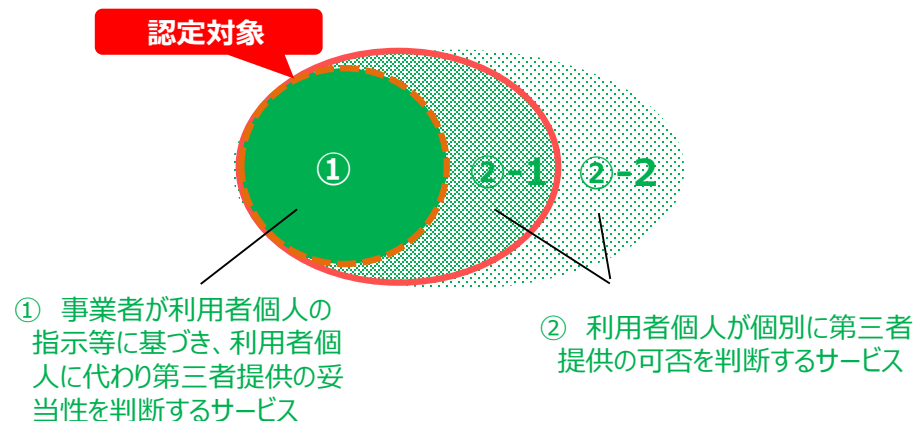 認定対象
①
②-1
②-2
① 事業者が利用者個人の
指示等に基づき、利用者個
人に代わり第三者提供の妥
当性を判断するサービス
② 利用者個人が個別に第三者
提供の可否を判断するサービス